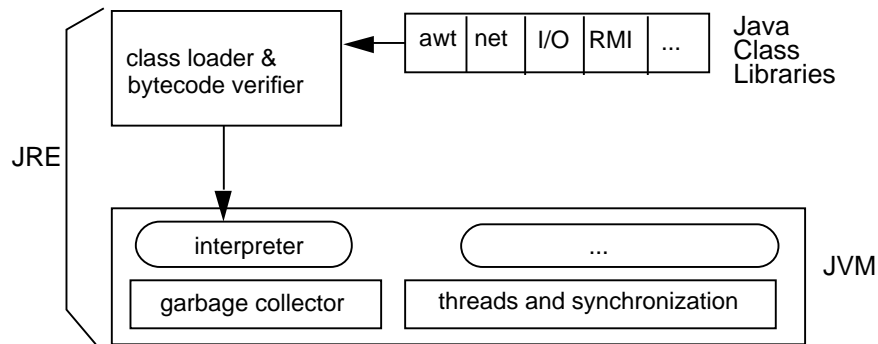 class loader &
bytecode verifier
awt net I/O RMI ...
Java
Class
Libraries
JRE
interpreter
...
garbage collector
threads and synchronization
JVM